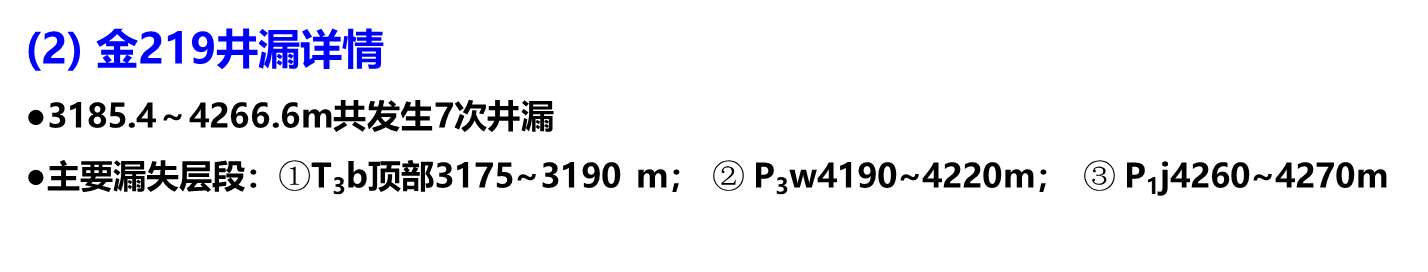 (2) 金219井漏详情
●3185.4～4266.6m共发生7次井漏
●主要漏失层段：①T₃b顶部3175~3190 m； ② P₃w4190~4220m； ③ P₁j4260~4270m